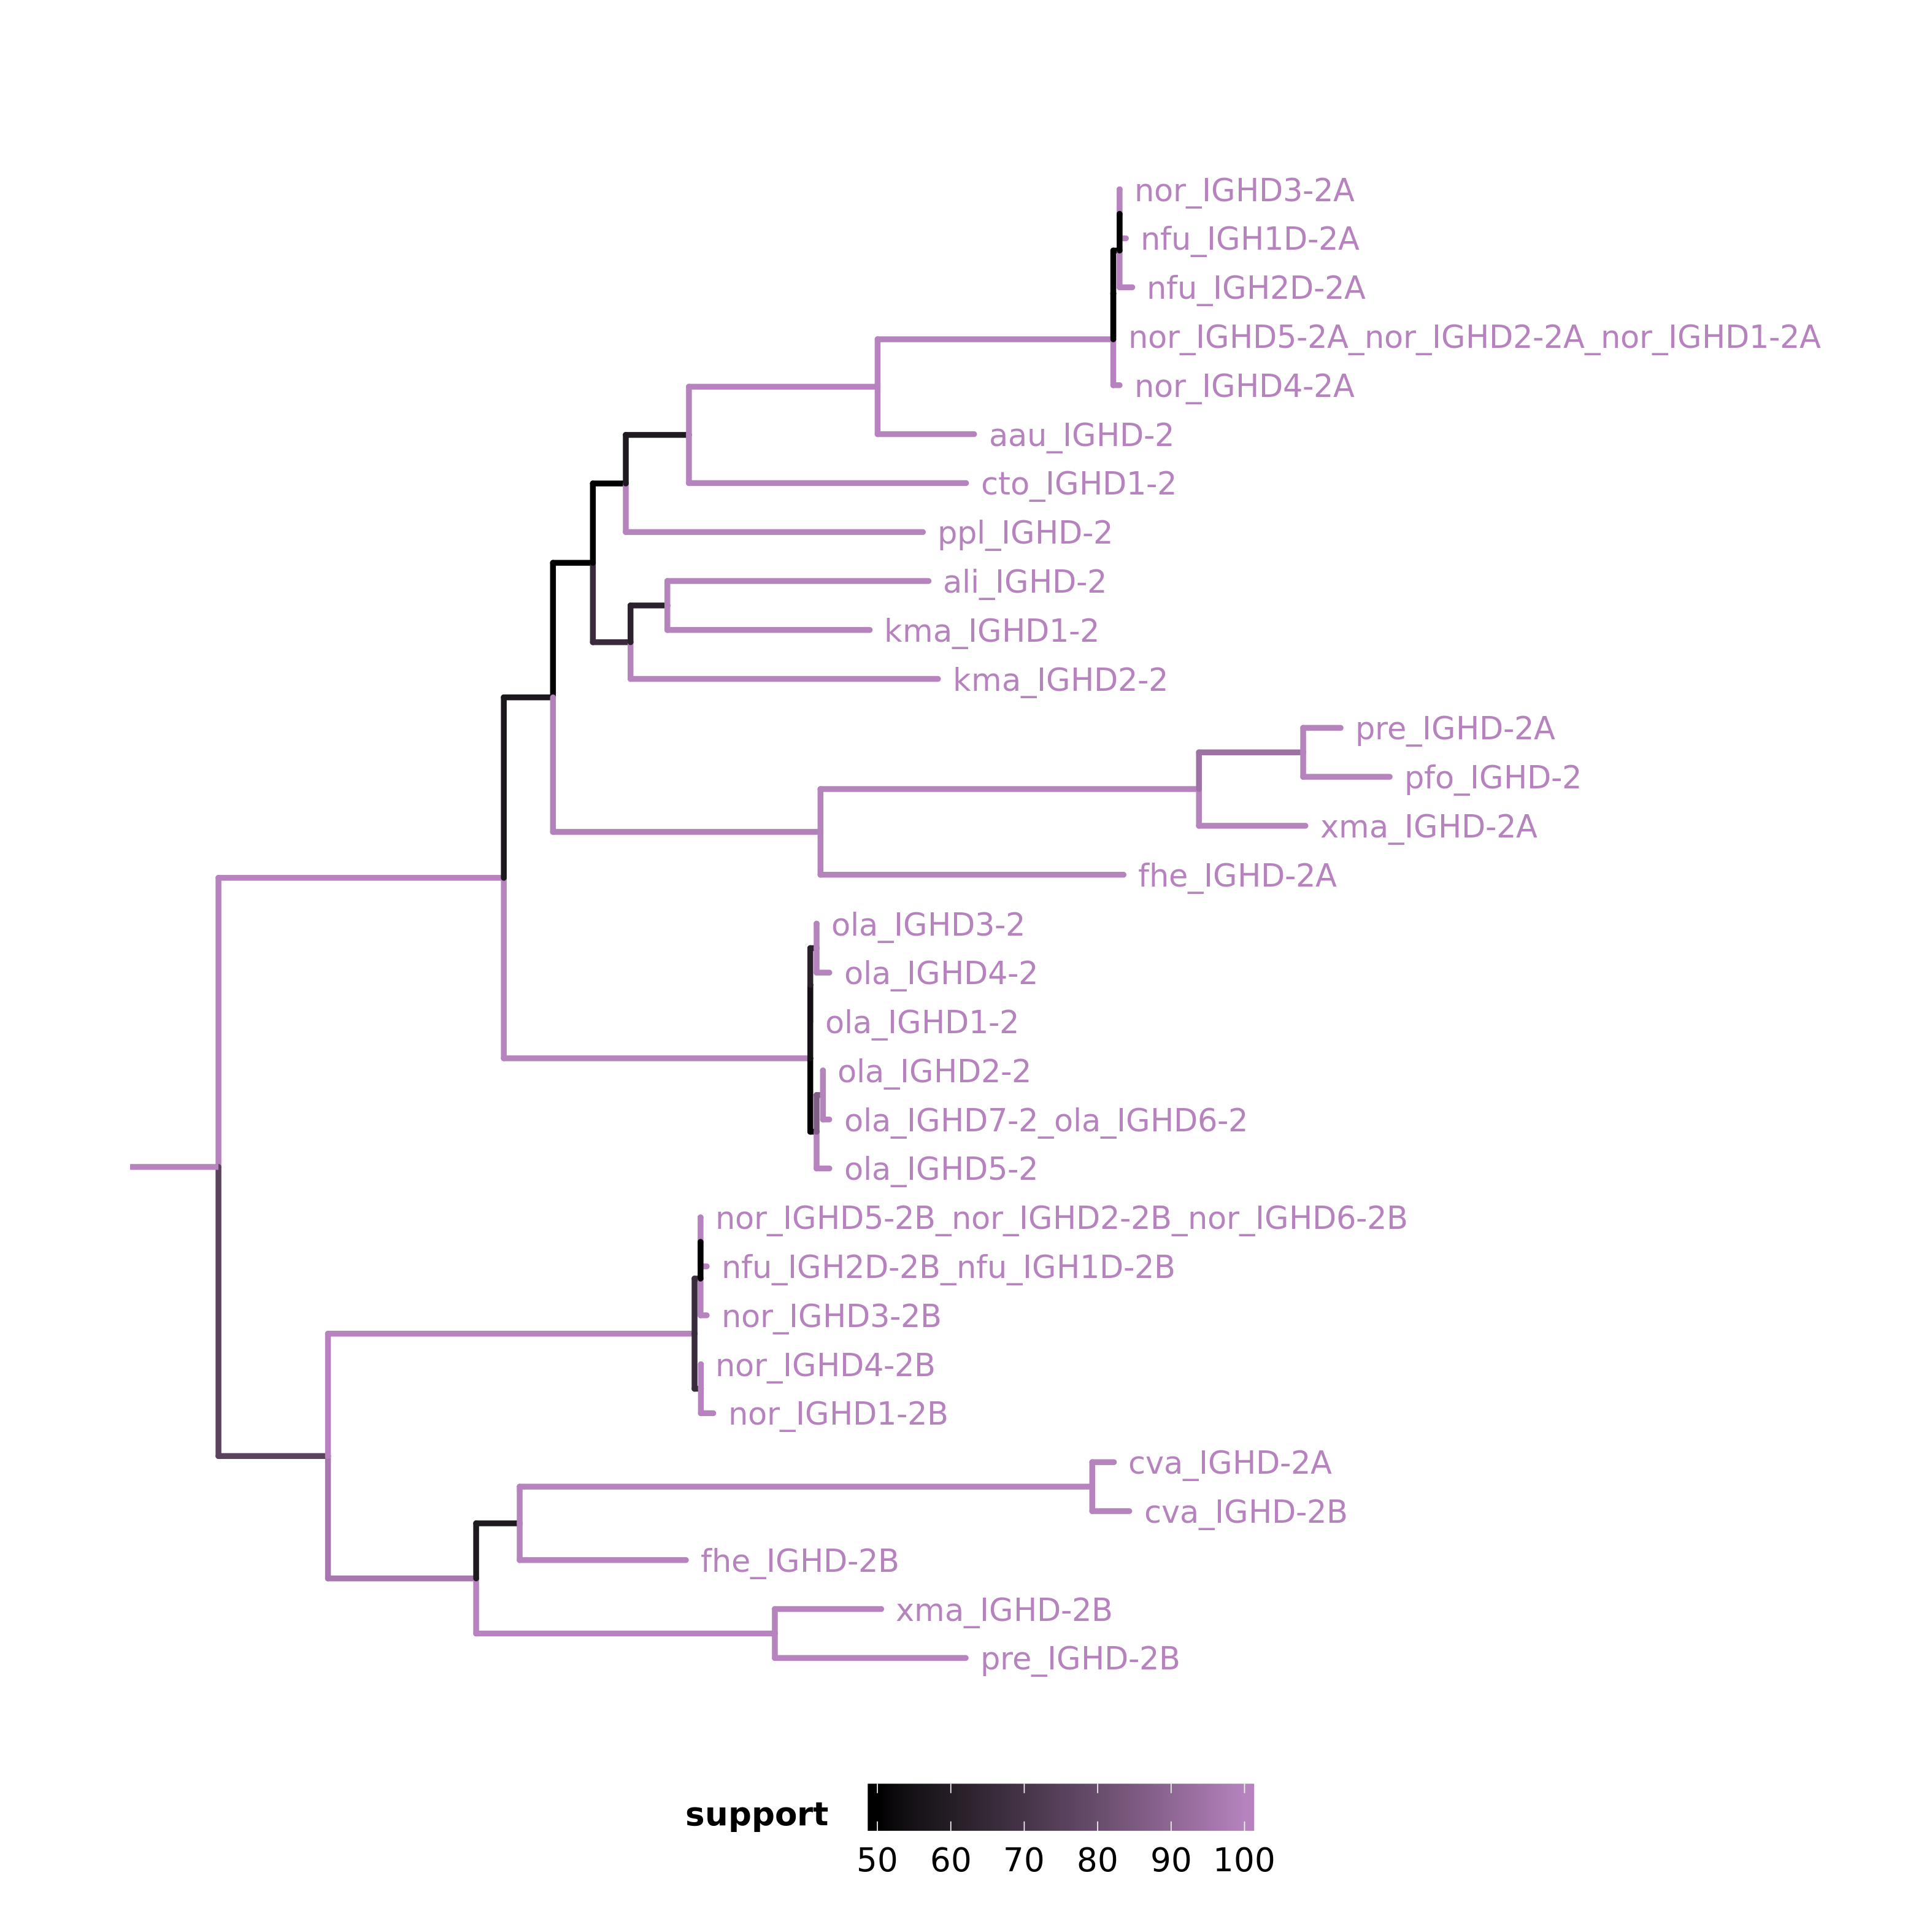 nor_IGHD3-2A
nfu_IGH1D-2A
nfu_IGH2D-2A
nor_IGHD5-2A_nor_IGHD2-2A_nor_IGHD1-2A
nor_IGHD4-2A
aau_IGHD-2
cto_IGHD1-2
ppl_IGHD-2
ali_IGHD-2
kma_IGHD1-2
kma_IGHD2-2
pre_IGHD-2A
pfo_IGHD-2
xma_IGHD-2A
fhe_IGHD-2A
ola_IGHD3-2
ola_IGHD4-2
ola_IGHD1-2
ola_IGHD2-2
ola_IGHD7-2_ola_IGHD6-2
ola_IGHD5-2
nor_IGHD5-2B_nor_IGHD2-2B_nor_IGHD6-2B
nfu_IGH2D-2B_nfu_IGH1D-2B
nor_IGHD3-2B
nor_IGHD4-2B
nor_IGHD1-2B
cva_IGHD-2A
cva_IGHD-2B
fhe_IGHD-2B
xma_IGHD-2B
pre_IGHD-2B
support
50 60 70 80 90 100